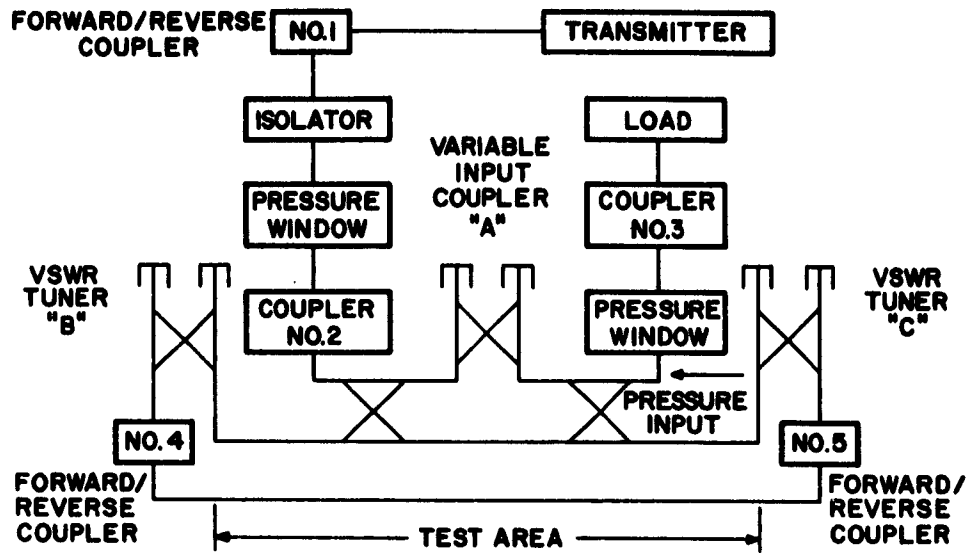 FORWARD/REVERSE
COUPLER
NO.1
TRANSMITTER
ISOLATOR
LOAD
VARIABLE
INPUT
COUPLER
"A"
PRESSURE
WINDOW
COUPLER
NO.3
VSWR
TUNER
"B"
COUPLER
NO.2
PRESSURE
WINDOW
VSWR
TUNER
"C"
PRESSURE
INPUT
NO.4
NO.5
FORWARD/
REVERSE
COUPLER
FORWARD/
REVERSE
COUPLER
TEST AREA